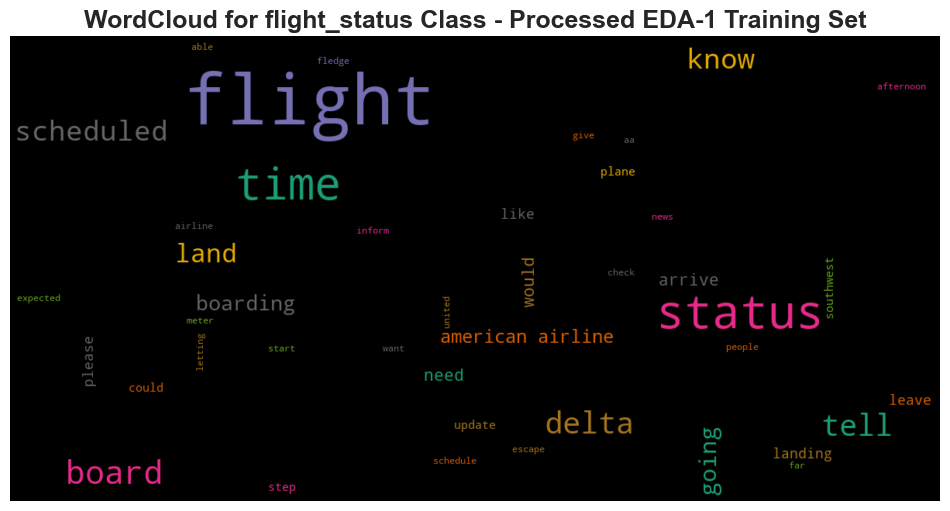 WordCloud for flight_status Class - Processed EDA-1 Training Set
able
fledge
know
flight
afternoon
scheduled
give
aa
plane
time
like
news
airline
inform
land
would
check
arrive
southwest
expected
boarding
united
status
meter
american airline
letting
start
want
people
please
need
could
leave
update
delta
tell
going
escape
landing
schedule
far
board
step